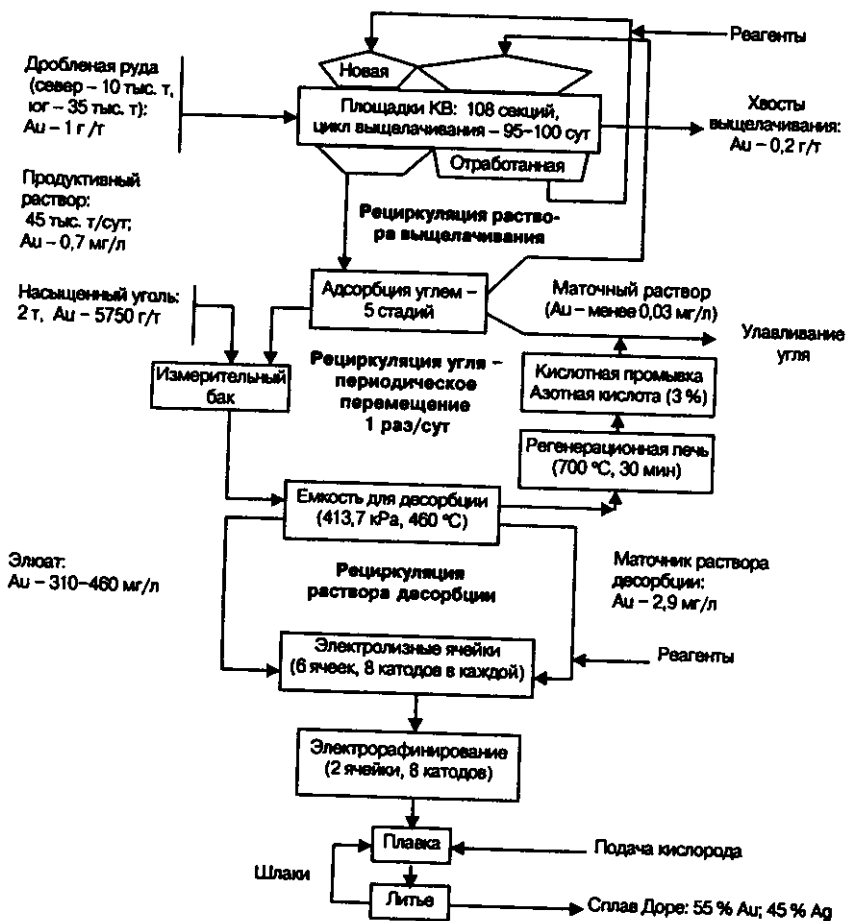 Реагенты
Новая
Дробленая руда
(север – 10 тыс. т,
юг – 35 тыс. т):
Au – 1 г/т
Площадки КВ: 108 секций,
цикл выщелачивания – 95–100 сут
Хвосты
выщелачивания:
Au – 0,2 г/т
Отработанная
Продуктивный
раствор:
45 тыс. т/сут;
Au – 0,7 мг/л
Рециркуляция раство-
ра выщелачивания
Насыщенный уголь:
2 т, Au – 5750 г/т
Адсорбция углем –
5 стадий
Маточный раствор
(Au – менее 0,03 мг/л)
Улавливание
угля
Измерительный
бак
Рециркуляция угля –
периодическое
перемещение
1 раз/сут
Кислотная промывка
Азотная кислота (3 %)
Регенерационная печь
(700 °C, 30 мин)
Емкость для десорбции
(413,7 kPa, 460 °C)
Элюат:
Au – 310–460 мг/л
Рециркуляция
раствора десорбции
Маточник раствора
десорбции:
Au – 2,9 мг/л
Электролизные ячейки
(6 ячеек, 8 катодов в каждой)
Реагенты
Электрорафинирование
(2 ячейки, 8 катодов)
Плавка
Подача кислорода
Шлаки
Литье
Сплав Доре: 55 % Au; 45 % Ag